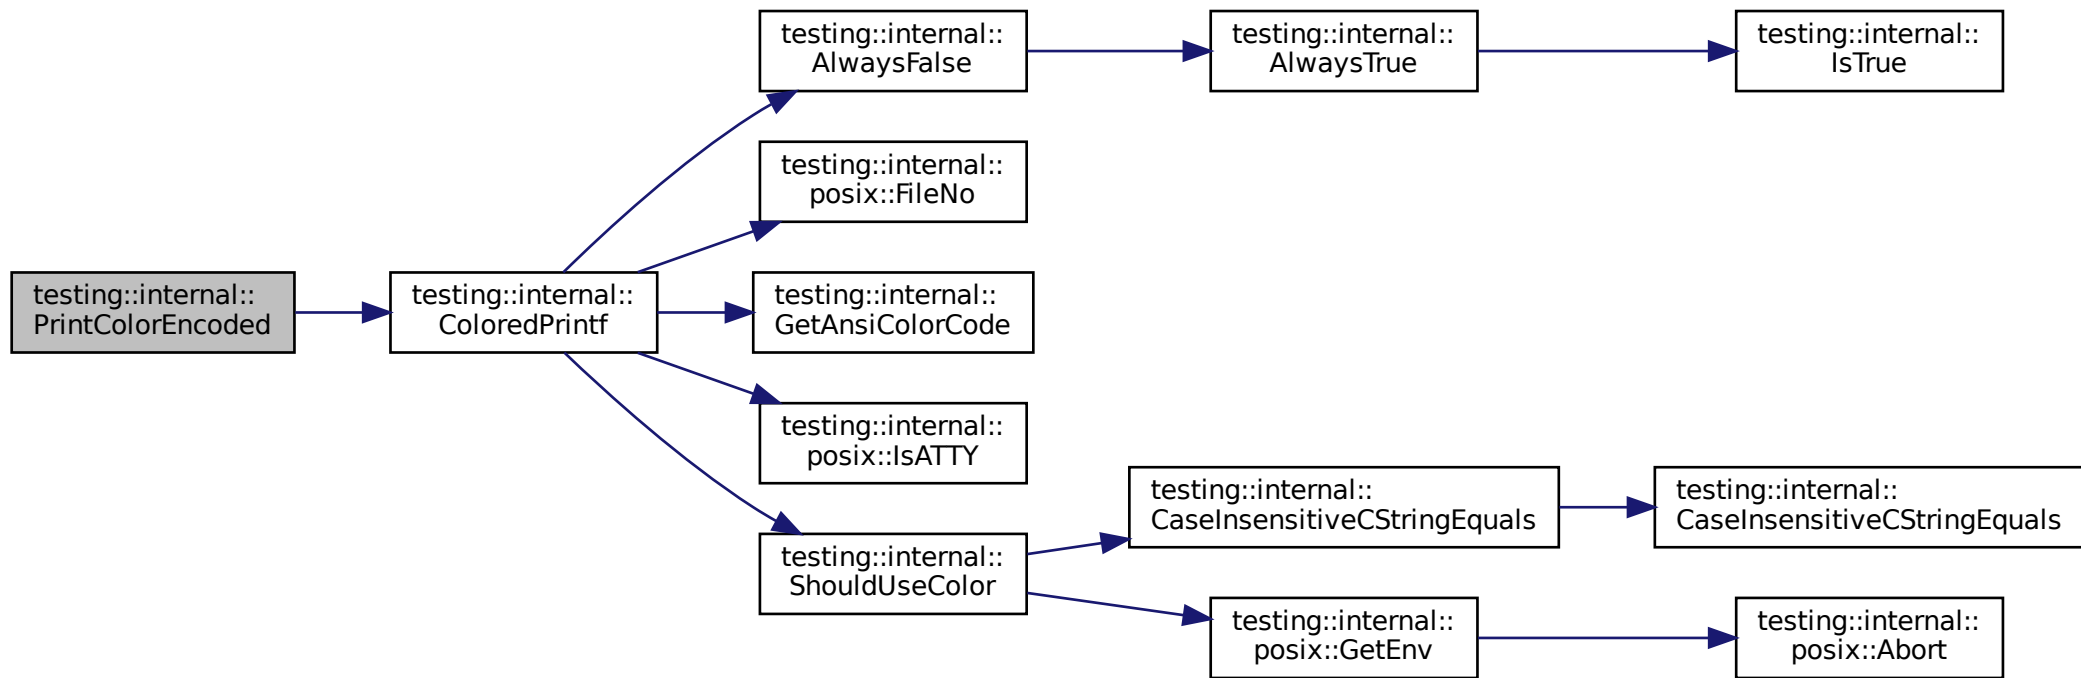 testing::internal::
AlwaysFalse
testing::internal::
AlwaysTrue
testing::internal::
IsTrue
testing::internal::
posix::FileNo
testing::internal::
PrintColorEncoded
testing::internal::
ColoredPrintf
testing::internal::
GetAnsiColorCode
testing::internal::
posix::IsATTY
testing::internal::
ShouldUseColor
testing::internal::
CaseInsensitiveCStringEquals
testing::internal::
CaseInsensitiveCStringEquals
testing::internal::
posix::GetEnv
testing::internal::
posix::Abort